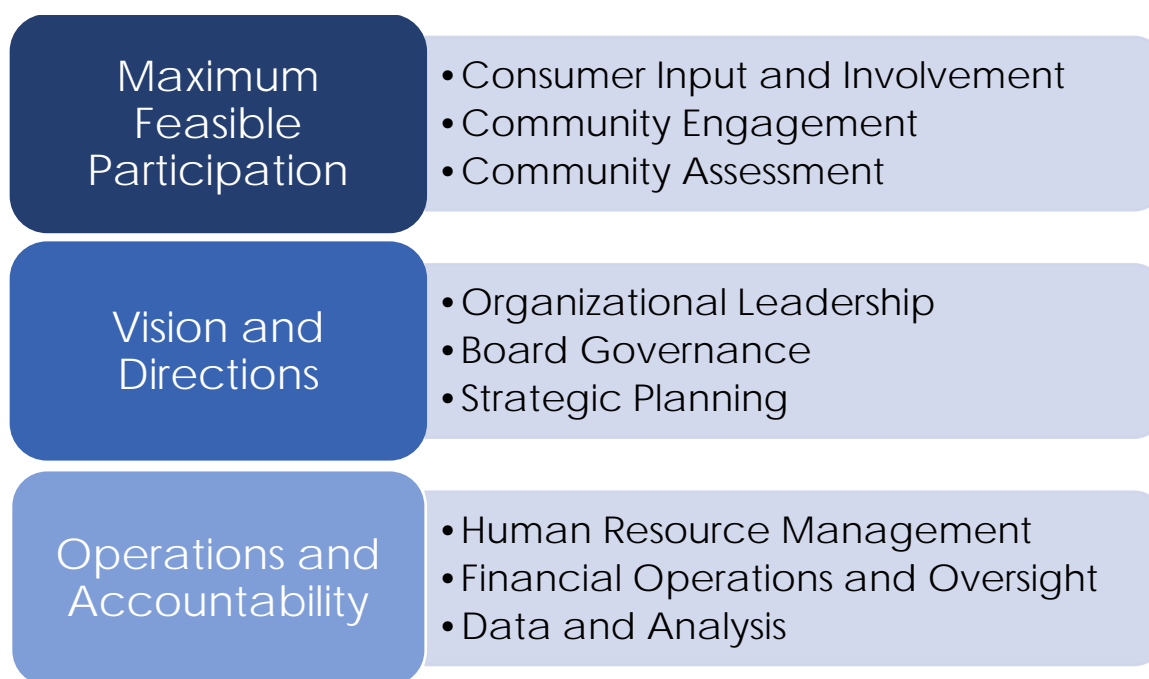 Maximum
Feasible
Participation
•Consumer Input and Involvement
•Community Engagement
•Community Assessment
Vision and
Directions
•Organizational Leadership
•Board Governance
•Strategic Planning
Operations and
Accountability
•Human Resource Management
•Financial Operations and Oversight
•Data and Analysis